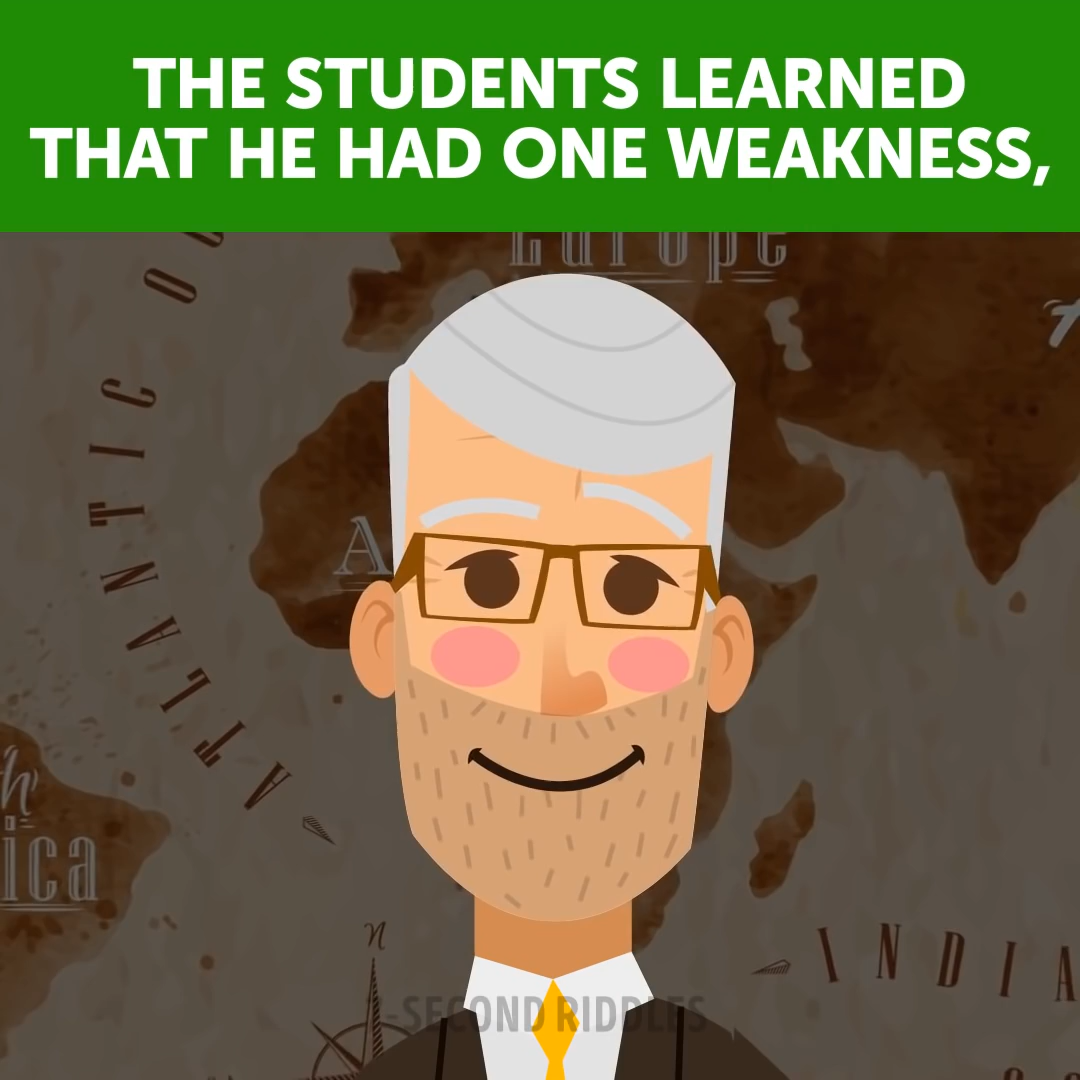 THE STUDENTS LEARNED
THAT HE HAD ONE WEAKNESS,
Europe
ATLANTIC
ica
N
INDIA
-SECOND RIDDLES